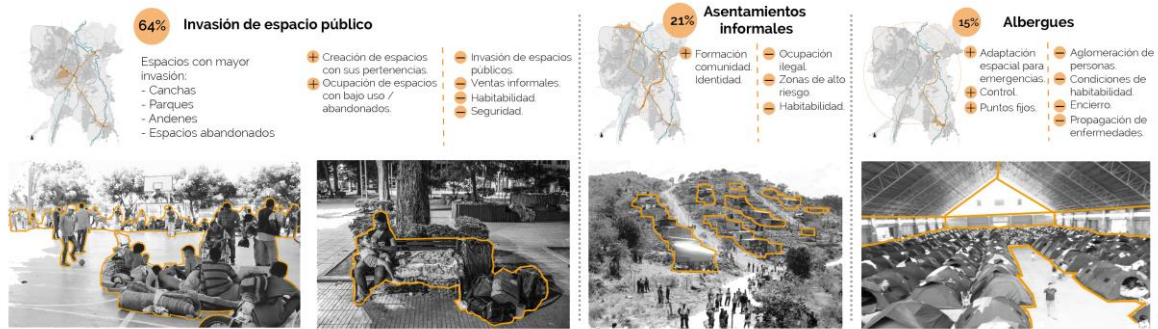 64%
Invasión de espacio público
Espacios con mayor
invasión:
- Canchas
- Parques
- Andenes
- Espacios abandonados
+ Creación de espacios
con sus pertenencias.
+ Ocupación de espacios
con bajo uso /
abandonados.
− Invasión de espacios
públicos.
− Ventas informales.
− Habitabilidad.
− Seguridad.
21%
Asentamientos
informales
+ Formación
comunidad.
Identidad.
− Ocupación
ilegal.
− Zonas de alto
riesgo.
− Habitabilidad.
15%
Albergues
+ Adaptación
espacial para
emergencias.
+ Control.
+ Puntos fijos.
− Aglomeración de
personas.
− Condiciones de
habitabilidad.
− Encierro.
− Propagación de
enfermedades.